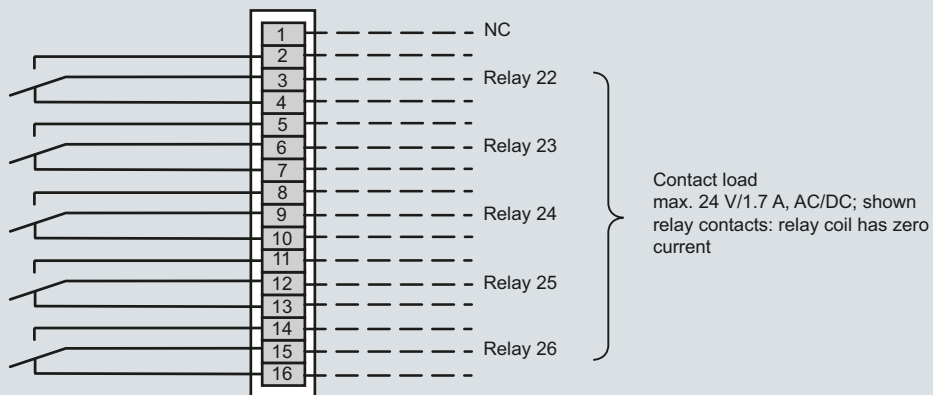 1 NC
2
3 Relay 22
4
5
6 Relay 23
7
8
9 Relay 24
10
11
12 Relay 25
13
14
15 Relay 26
16
Contact load
max. 24 V/1.7 A, AC/DC; shown
relay contacts: relay coil has zero
current